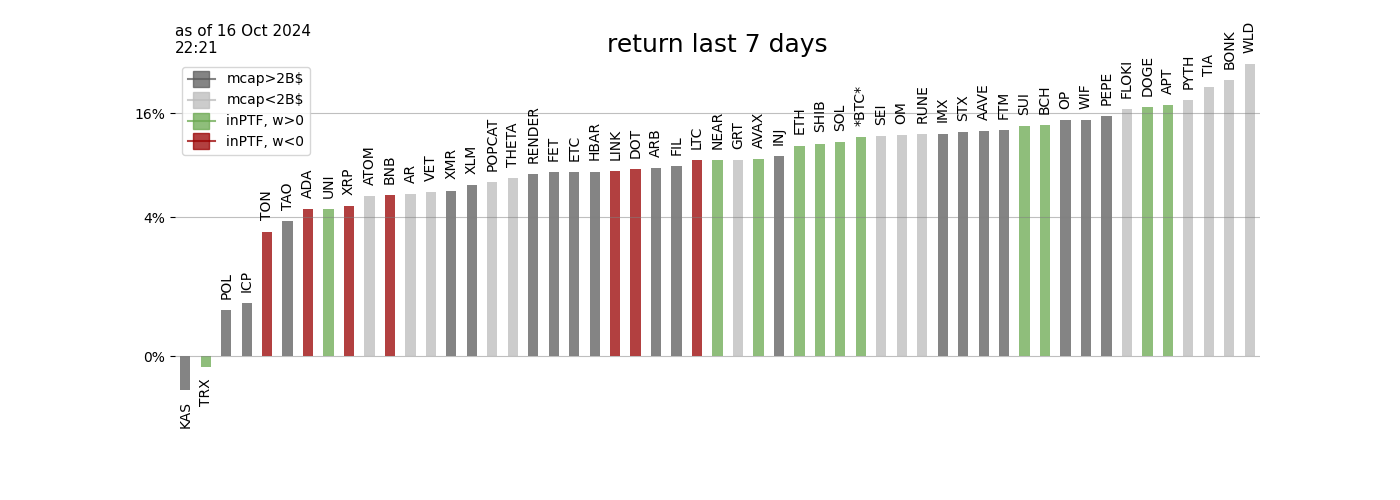 as of 16 Oct 2024
22:21
return last 7 days
mcap>2B$
mcap<2B$
inPTF, w>0
inPTF, w<0
16%
4%
0%
KAS
TRX
POL
ICP
TON
TAO
ADA
UNI
XRP
ATOM
BNB
AR
VET
XMR
XLM
POPCAT
THETA
RENDER
FET
ETC
HBAR
LINK
DOT
ARB
FIL
LTC
NEAR
GRT
AVAX
INJ
ETH
SHIB
SOL
*BTC*
SEI
OM
RUNE
IMX
STX
AAVE
FTM
SUI
BCH
OP
WIF
PEPE
FLOKI
DOGE
APT
PYTH
TIA
BONK
WLD